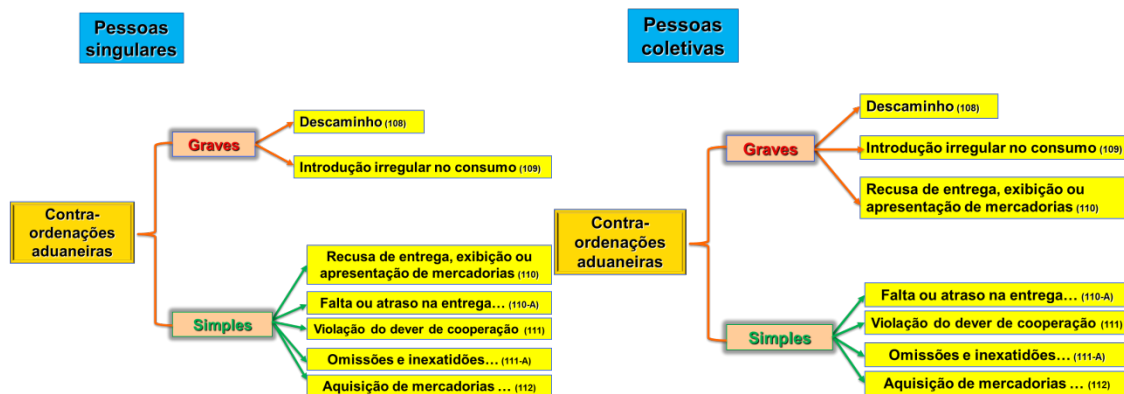 Pessoas
singulares
Descaminho (108)
Graves
Introdução irregular no consumo (109)
Contra-
ordenações
aduaneiras
Recusa de entrega, exibição ou
apresentação de mercadorias (110)
Falta ou atraso na entrega… (110-A)
Simples
Violação do dever de cooperação (111)
Omissões e inexatidões… (111-A)
Aquisição de mercadorias … (112)
Pessoas
coletivas
Descaminho (108)
Graves
Introdução irregular no consumo (109)
Recusa de entrega, exibição ou
apresentação de mercadorias (110)
Contra-
ordenações
aduaneiras
Falta ou atraso na entrega… (110-A)
Violação do dever de cooperação (111)
Simples
Omissões e inexatidões… (111-A)
Aquisição de mercadorias … (112)